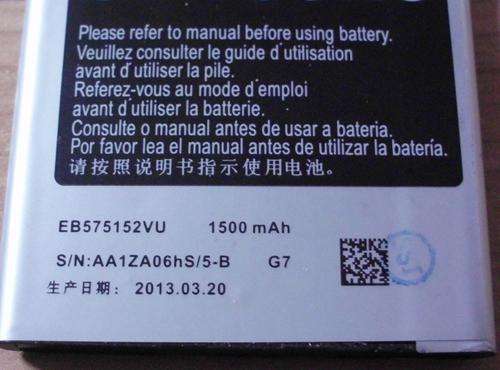 Please refer to manual before using battery.
Veuillez consulter le guide d'utilisation
avant d'utiliser la pile.
Referez-vous au mode d'emploi
avant d'utiliser la batterie.
Consulte o manual antes de usar a bateria.
Por favor lea el manual antes de utilizar la batería.
请按照说明书指示使用电池。
EB575152VU 1500 mAh
S/N:AA1ZA06hS/5-B G7
生产日期: 2013.03.20